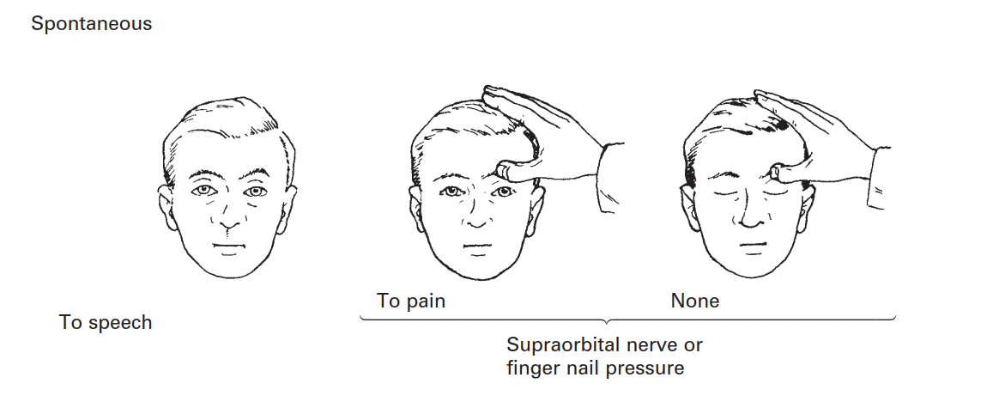 Spontaneous
To speech
To pain
None
Supraorbital nerve or
finger nail pressure